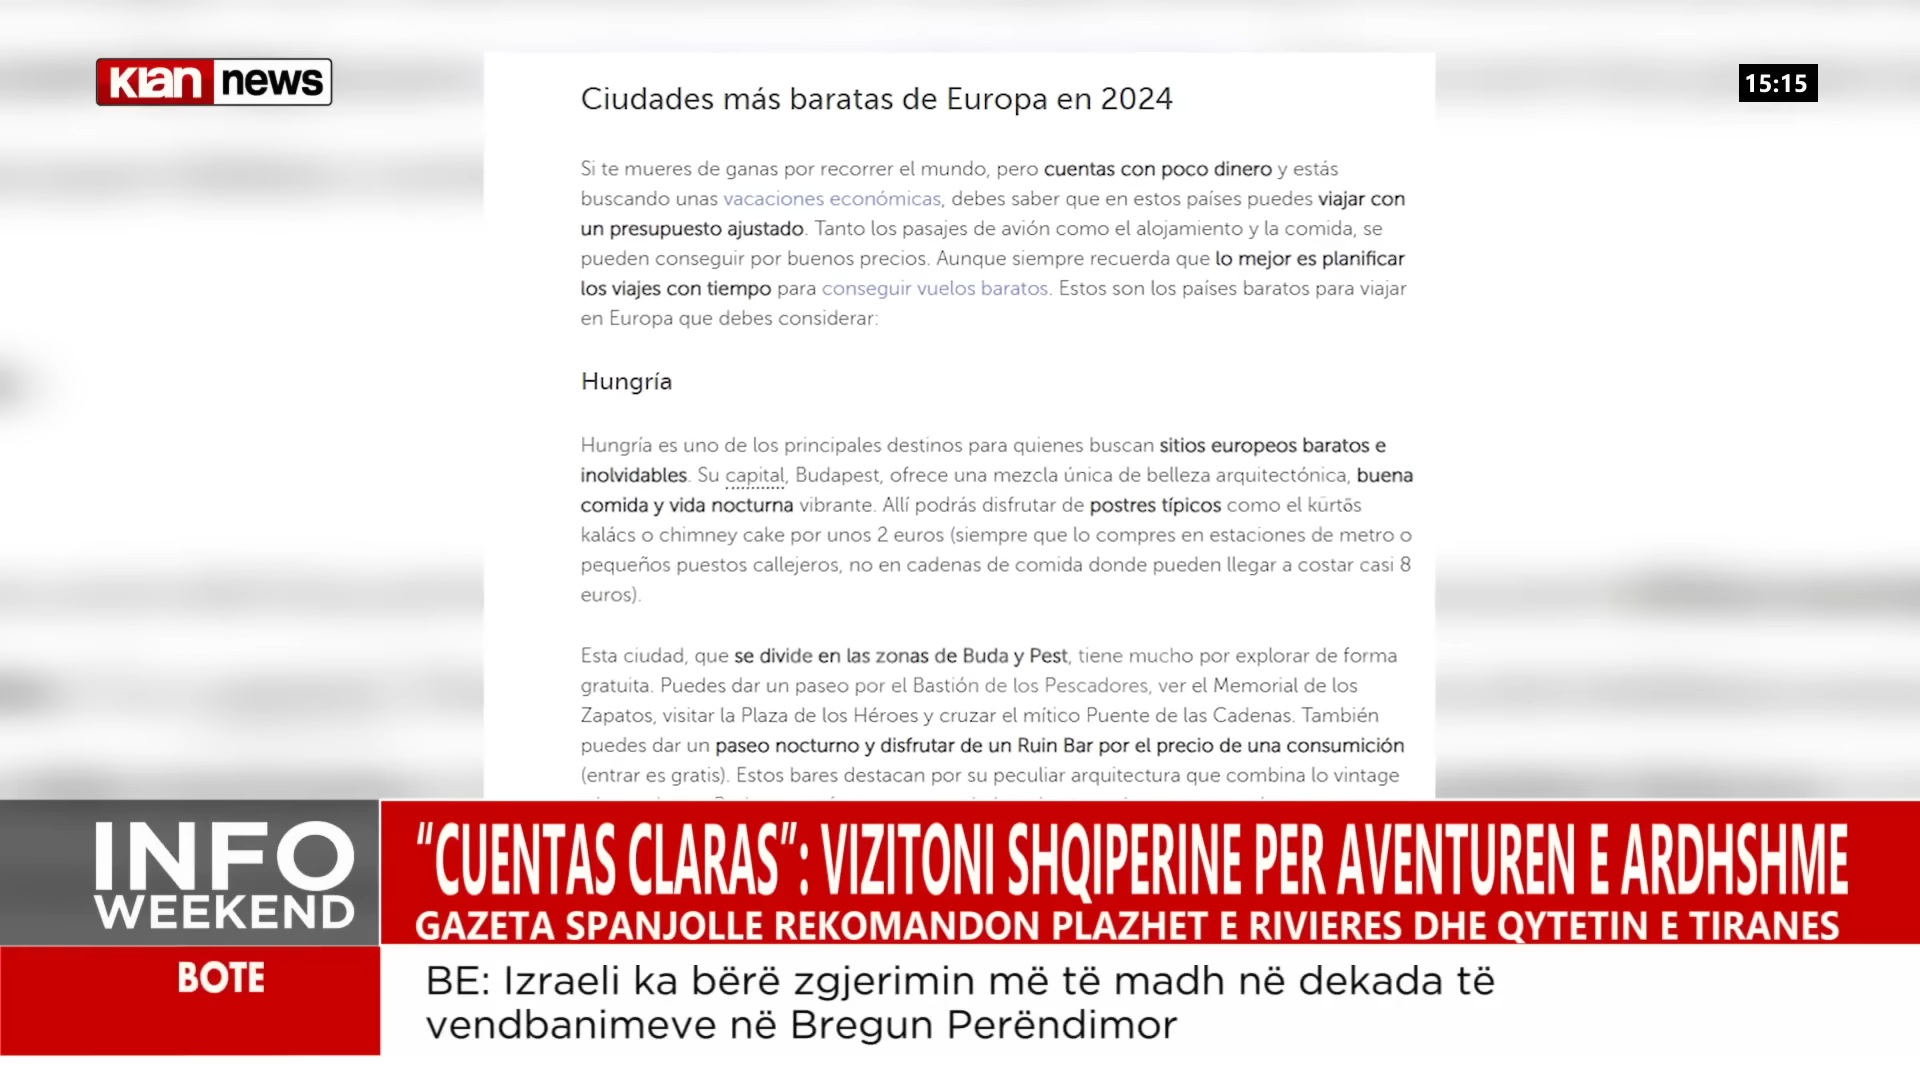 Klan news
15:15
Ciudades más baratas de Europa en 2024
Si te mueres de ganas por recorrer el mundo, pero cuentas con poco dinero y estás
buscando unas vacaciones económicas, debes saber que en estos países puedes viajar con
un presupuesto ajustado. Tanto los pasajes de avión como el alojamiento y la comida, se
pueden conseguir por buenos precios. Aunque siempre recuerda que lo mejor es planificar
los viajes con tiempo para conseguir vuelos baratos. Estos son los países baratos para viajar
en Europa que debes considerar:
Hungría
Hungría es uno de los principales destinos para quienes buscan sitios europeos baratos e
inolvidables. Su capital, Budapest, ofrece una mezcla única de belleza arquitectónica, buena
comida y vida nocturna vibrante. Allí podrás disfrutar de postres típicos como el kürtős
kalács o chimney cake por unos 2 euros (siempre que lo compres en estaciones de metro o
pequeños puestos callejeros, no en cadenas de comida donde pueden llegar a costar casi 8
euros).
Esta ciudad, que se divide en las zonas de Buda y Pest, tiene mucho por explorar de forma
gratuita. Puedes dar un paseo por el Bastión de los Pescadores, ver el Memorial de los
Zapatos, visitar la Plaza de los Héroes y cruzar el mítico Puente de las Cadenas. También
puedes dar un paseo nocturno y disfrutar de un Ruin Bar por el precio de una consumición
(entrar es gratis). Estos bares destacan por su peculiar arquitectura que combina lo vintage
INFO
WEEKEND
“CUENTAS CLARAS”: VIZITONI SHQIPERINE PER AVENTUREN E ARDHSHME
GAZETA SPANJOLLE REKOMANDON PLAZHET E RIVIERES DHE QYTETIN E TIRANES
BOTE
BE: Izraeli ka bërë zgjerimin më të madh në dekada të
vendbanimeve në Bregun Perëndimor